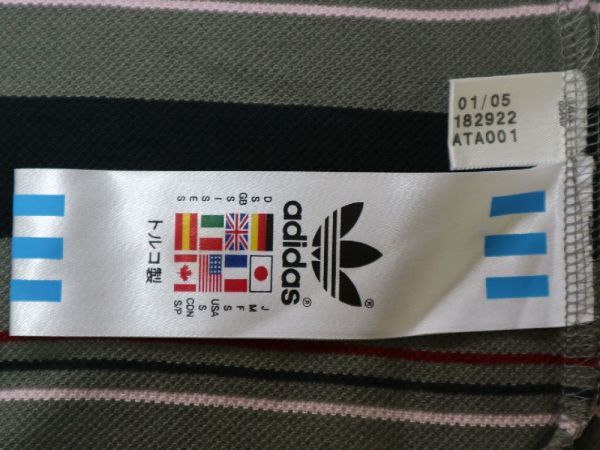 01/05
182922
ATA001
adidas®
®
D S
GB S
I S
E S
J M
F S
USA S
CDN S/P
トルコ製